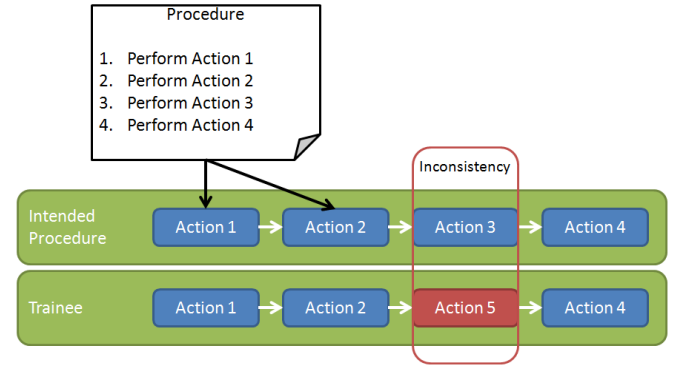 Procedure
1. Perform Action 1
2. Perform Action 2
3. Perform Action 3
4. Perform Action 4
Inconsistency
Intended
Procedure
Action 1
Action 2
Action 3
Action 4
Trainee
Action 1
Action 2
Action 5
Action 4